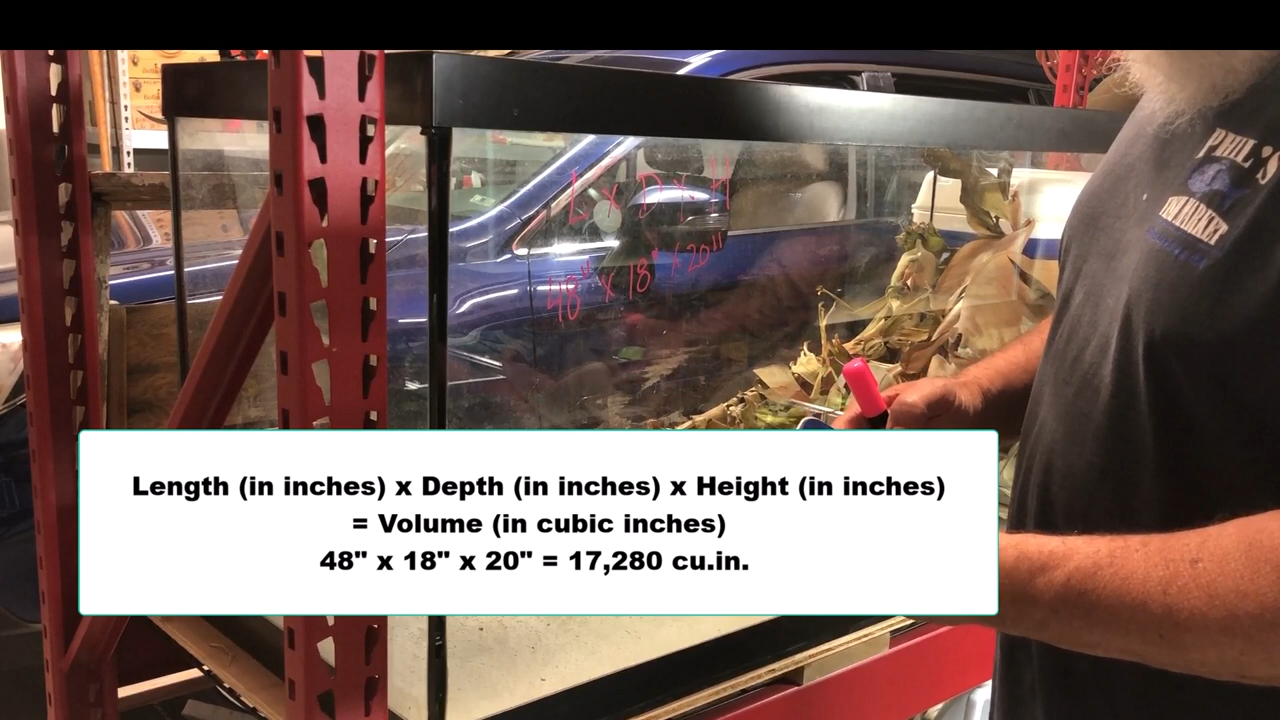 L x D x H
48" x 18" x 20"
PHIL'S
FISH MARKET
Length (in inches) x Depth (in inches) x Height (in inches)
= Volume (in cubic inches)
48" x 18" x 20" = 17,280 cu.in.